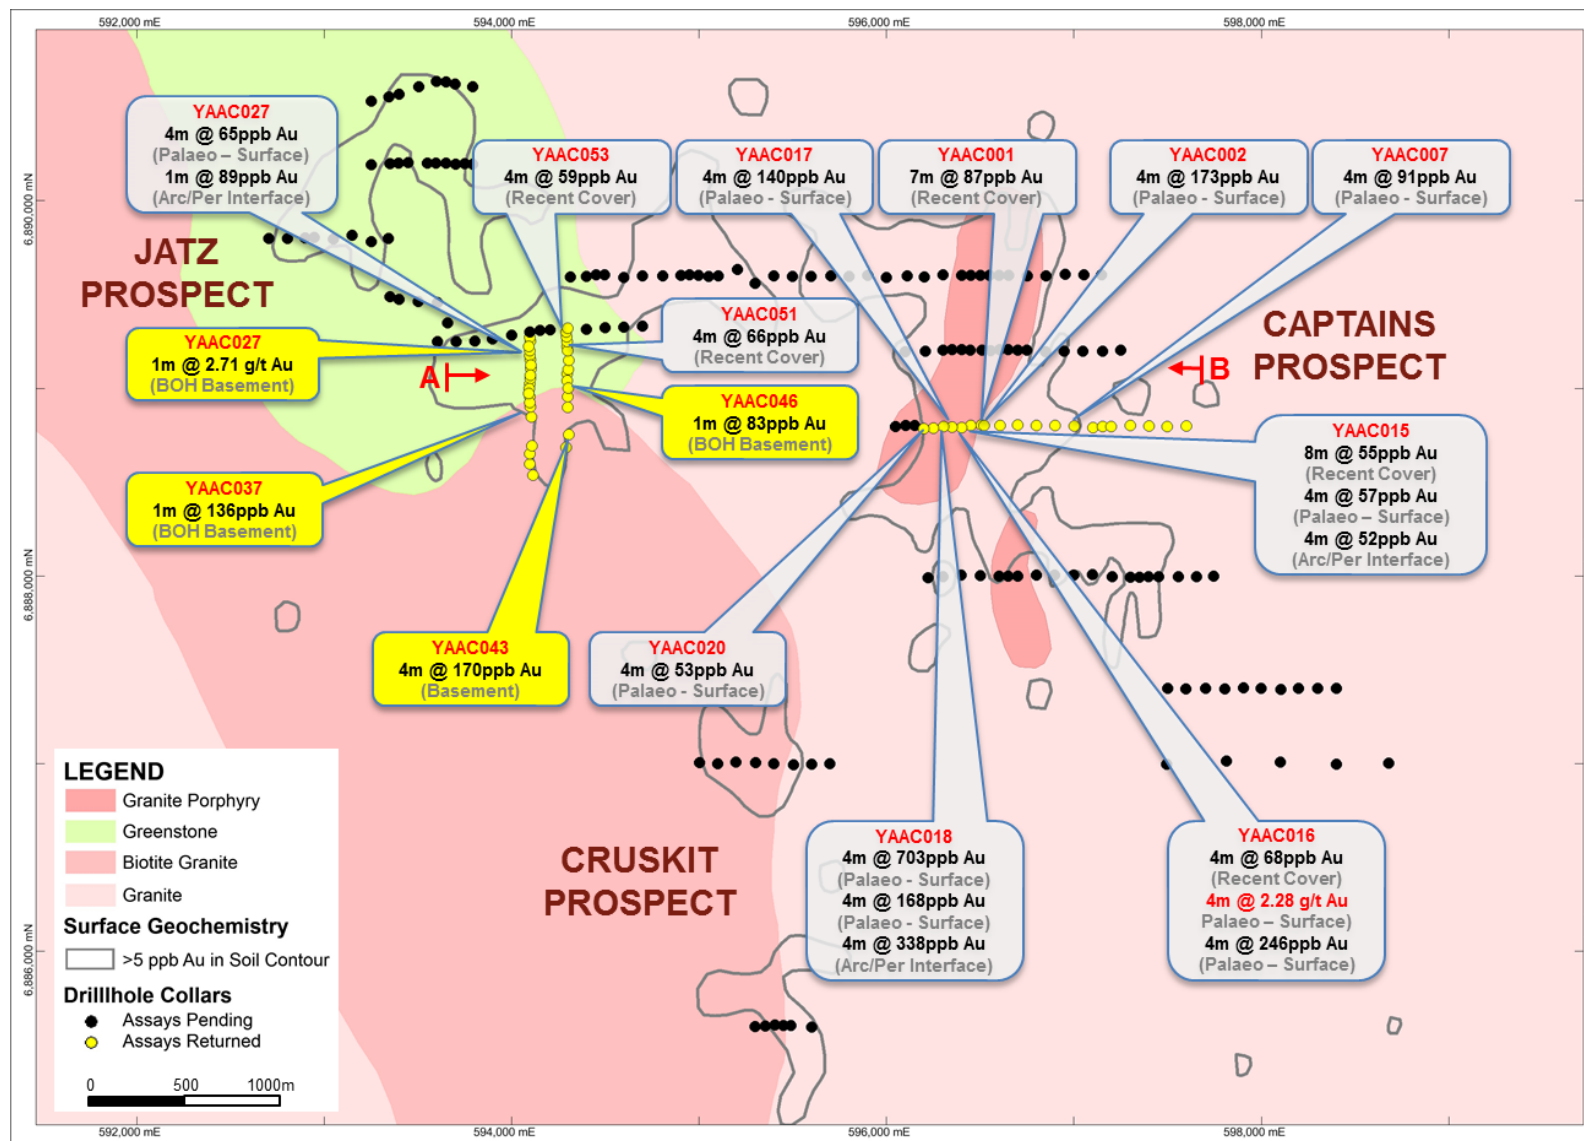 592,000 mE
594,000 mE
596,000 mE
598,000 mE
6,890,000 mN
6,888,000 mN
6,886,000 mN
YAAC027
4m @ 65ppb Au
(Palaeo – Surface)
1m @ 89ppb Au
(Arc/Per Interface)
YAAC053
4m @ 59ppb Au
(Recent Cover)
YAAC017
4m @ 140ppb Au
(Palaeo - Surface)
YAAC001
7m @ 87ppb Au
(Recent Cover)
YAAC002
4m @ 173ppb Au
(Palaeo - Surface)
YAAC007
4m @ 91ppb Au
(Palaeo - Surface)
JATZ
PROSPECT
YAAC027
1m @ 2.71 g/t Au
(BOH Basement)
A
YAAC051
4m @ 66ppb Au
(Recent Cover)
CAPTAINS
PROSPECT
B
YAAC046
1m @ 83ppb Au
(BOH Basement)
YAAC015
8m @ 55ppb Au
(Recent Cover)
4m @ 57ppb Au
(Palaeo – Surface)
4m @ 52ppb Au
(Arc/Per Interface)
YAAC037
1m @ 136ppb Au
(BOH Basement)
YAAC043
4m @ 170ppb Au
(Basement)
YAAC020
4m @ 53ppb Au
(Palaeo - Surface)
CRUSKIT
PROSPECT
YAAC018
4m @ 703ppb Au
(Palaeo - Surface)
4m @ 168ppb Au
(Palaeo - Surface)
4m @ 338ppb Au
(Arc/Per Interface)
YAAC016
4m @ 68ppb Au
(Recent Cover)
4m @ 2.28 g/t Au
Palaeo – Surface)
4m @ 246ppb Au
(Palaeo – Surface)
LEGEND
Granite Porphyry
Greenstone
Biotite Granite
Granite
Surface Geochemistry
>5 ppb Au in Soil Contour
Drilllhole Collars
Assays Pending
Assays Returned
0 500 1000m
592,000 mE
594,000 mE
596,000 mE
598,000 mE